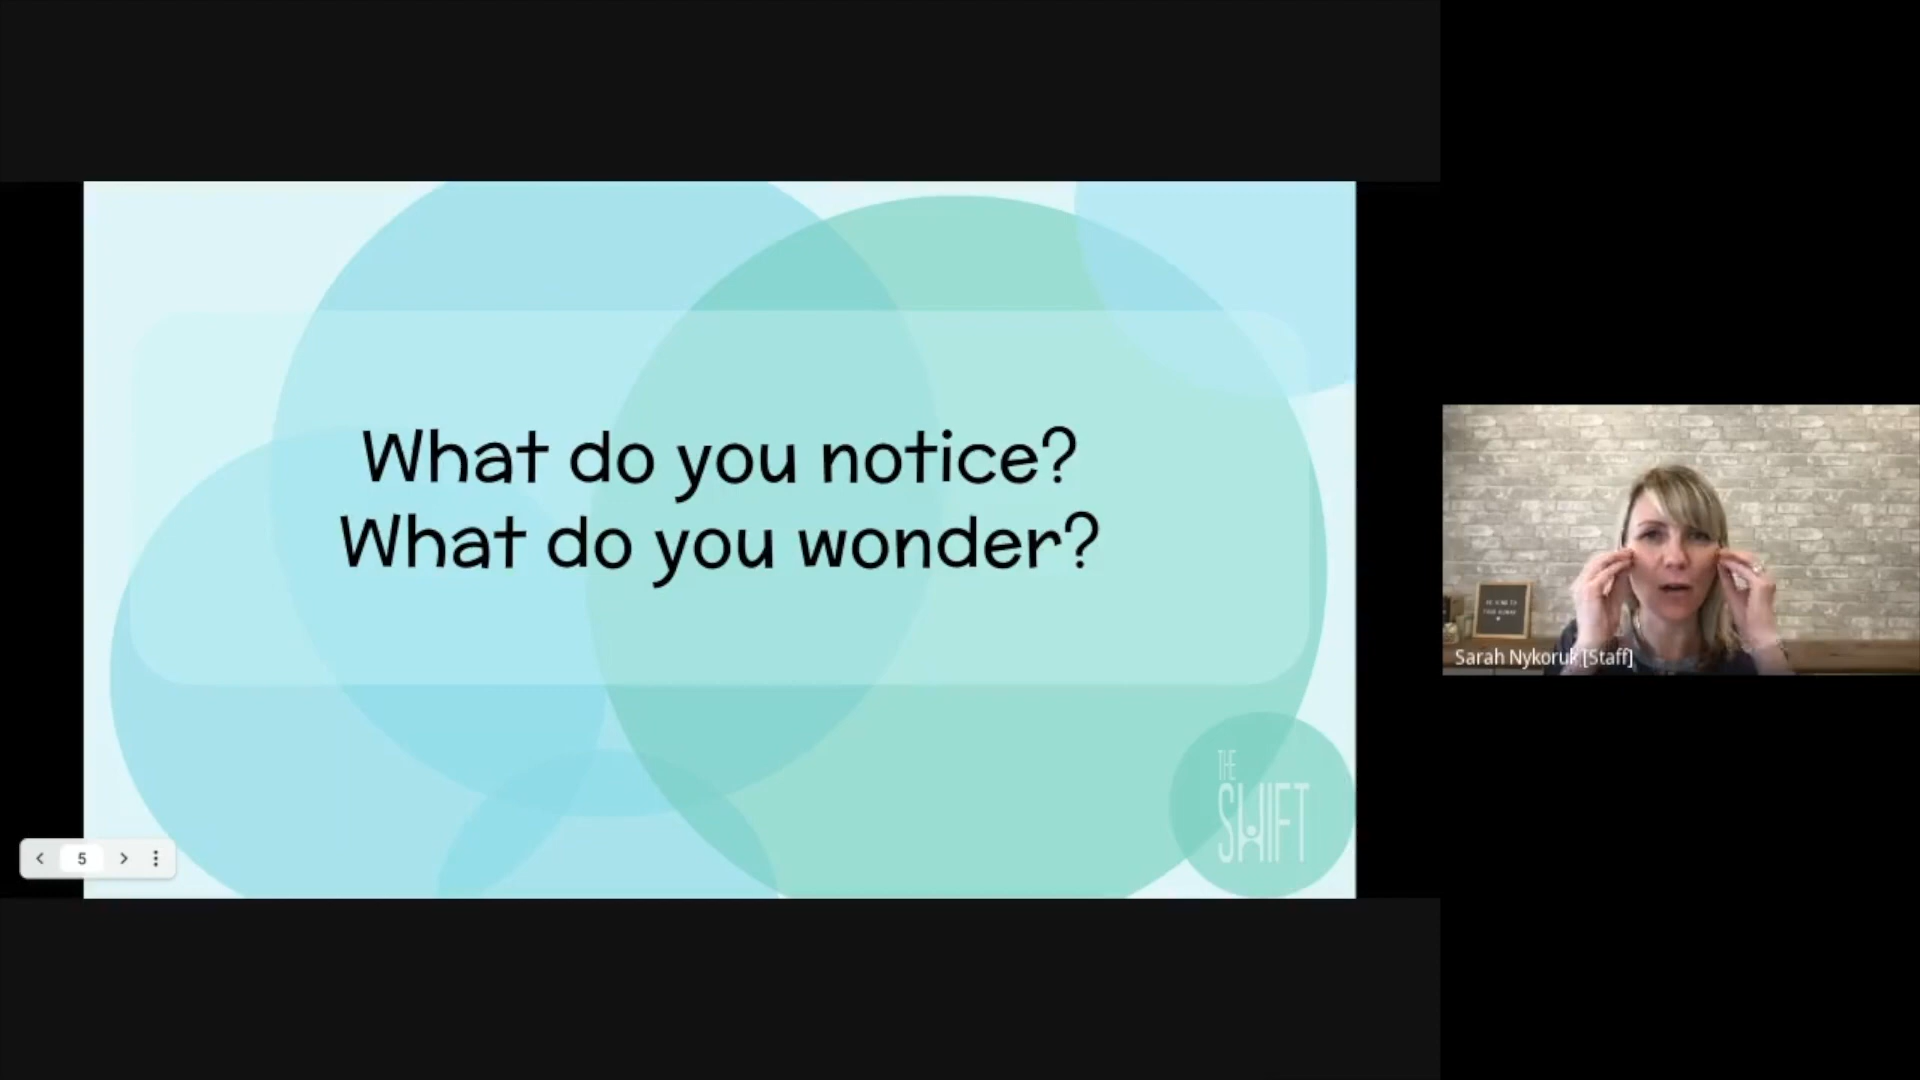 What do you notice?
What do you wonder?
THE
SHIFT
5
Sarah Nykoruk [Staff]